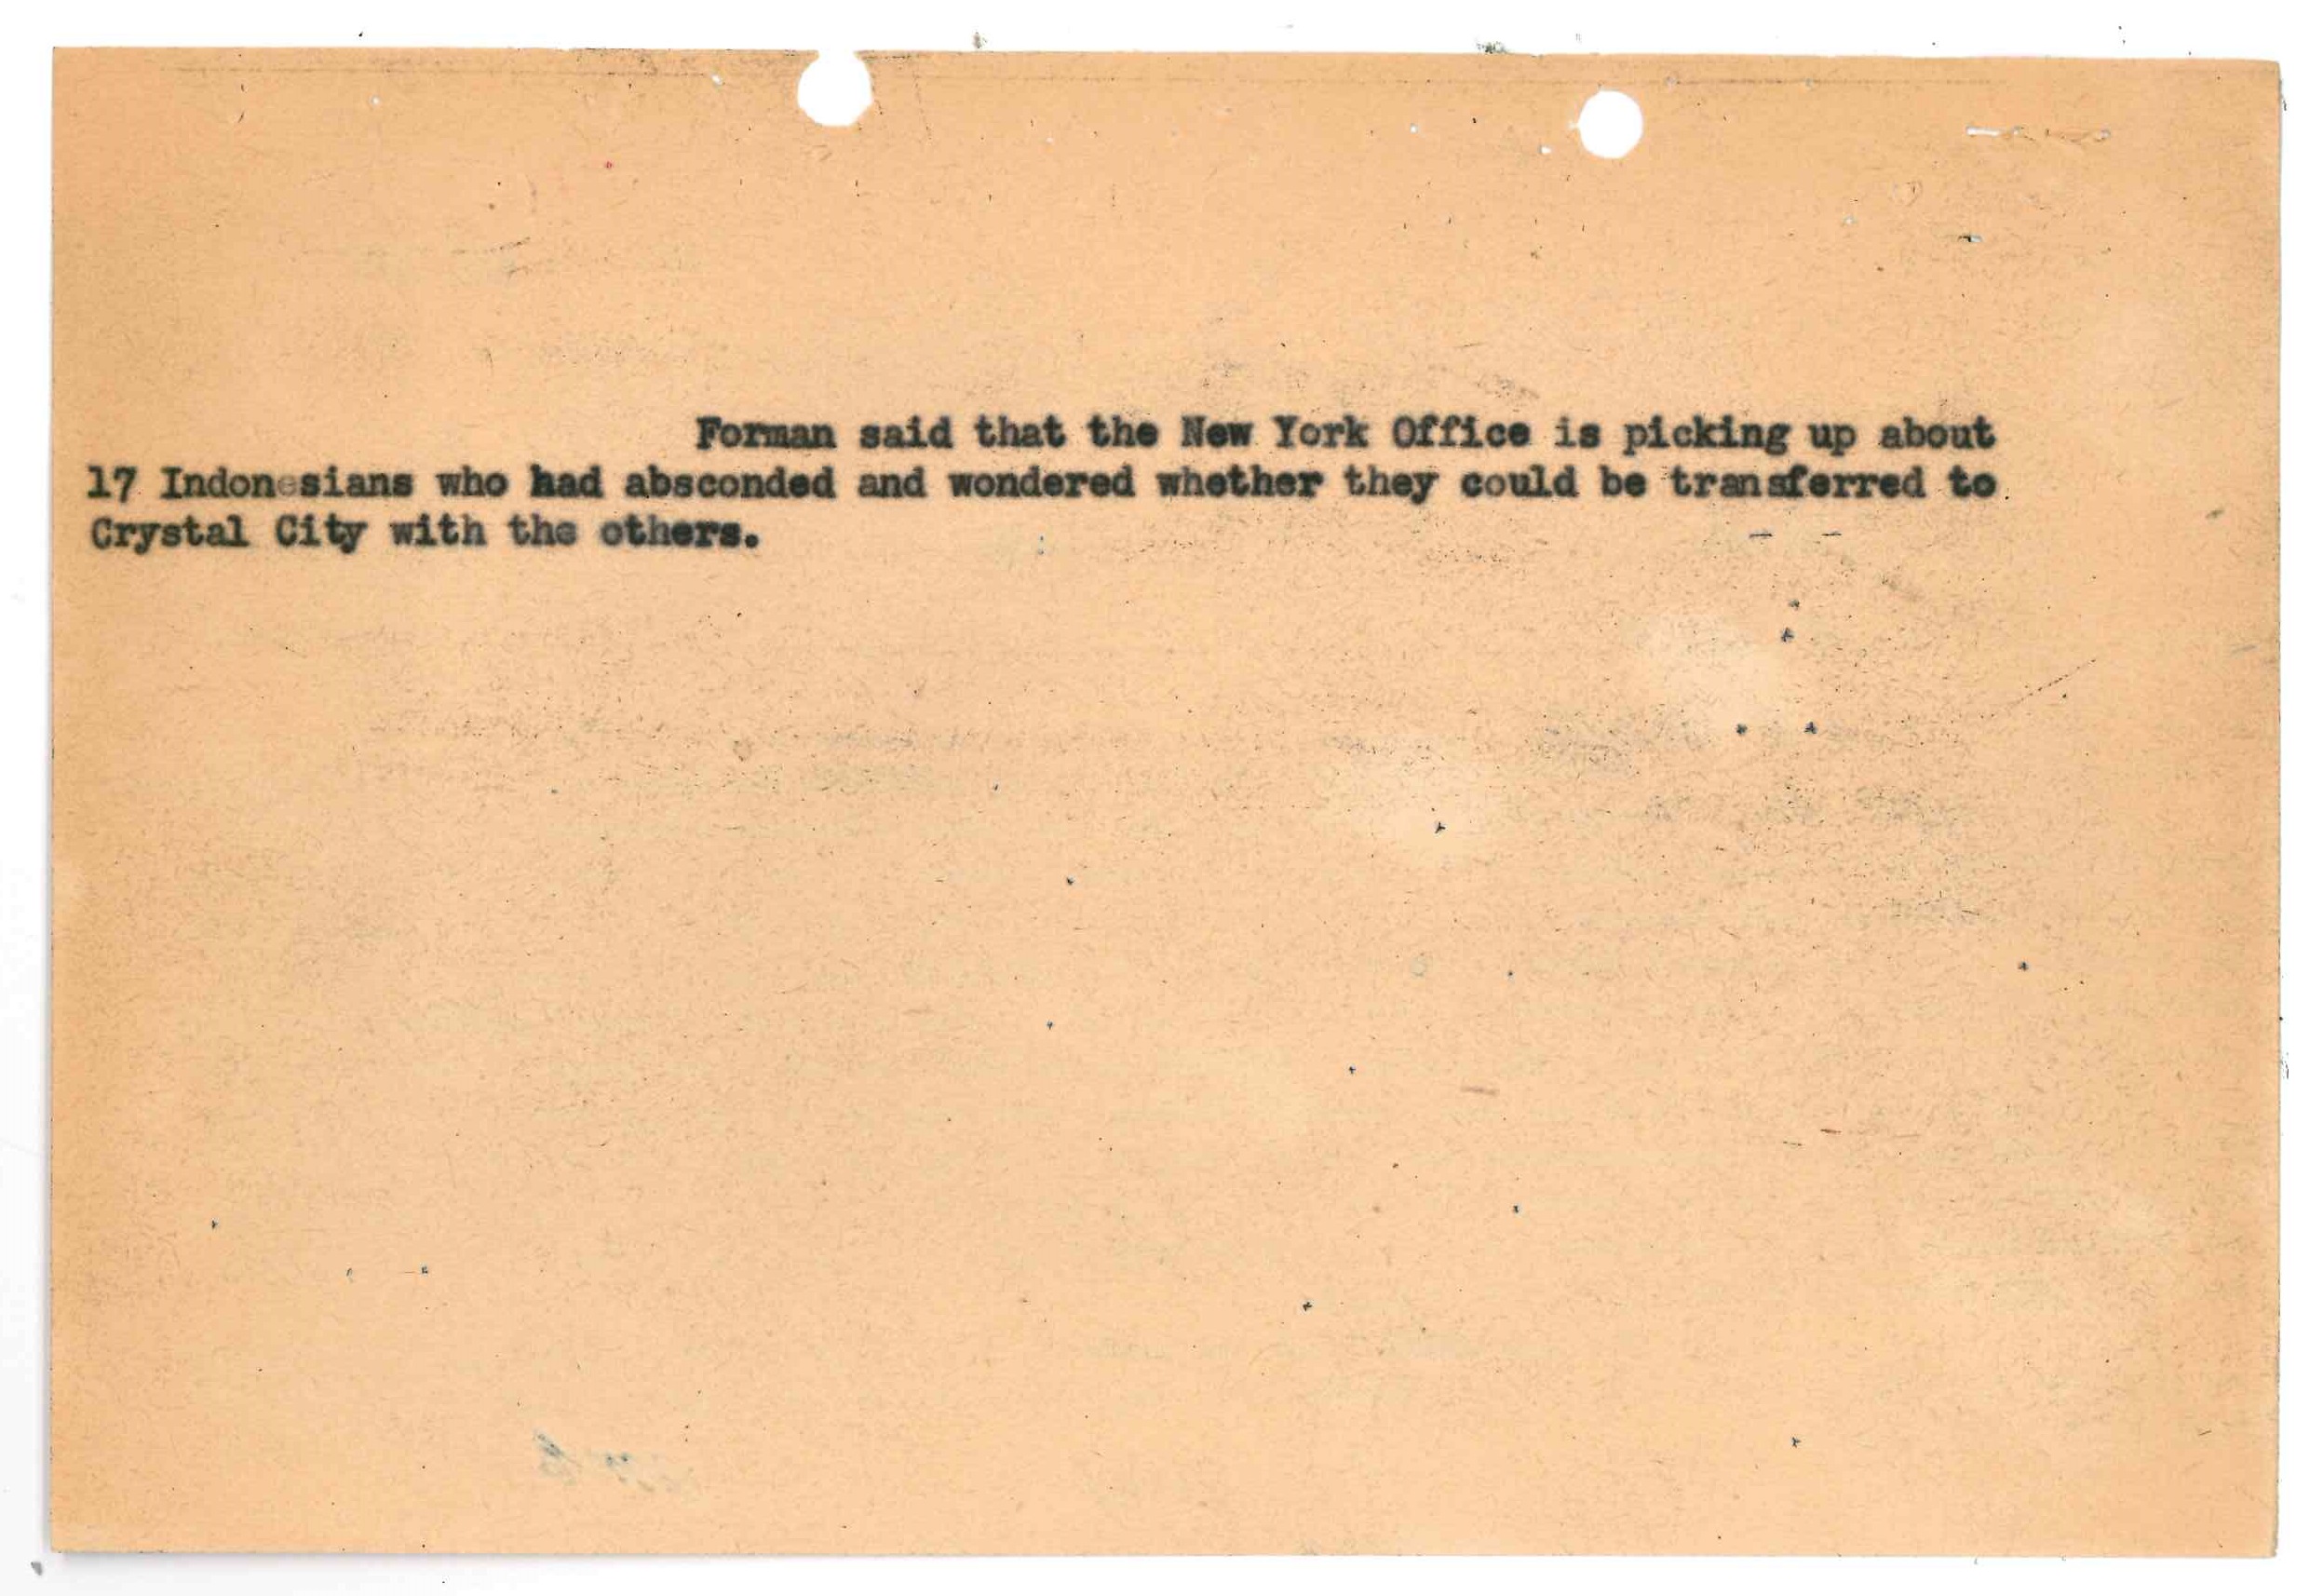 Forman said that the New York Office is picking up about
17 Indonesians who had absconded and wondered whether they could be transferred to
Crystal City with the others.